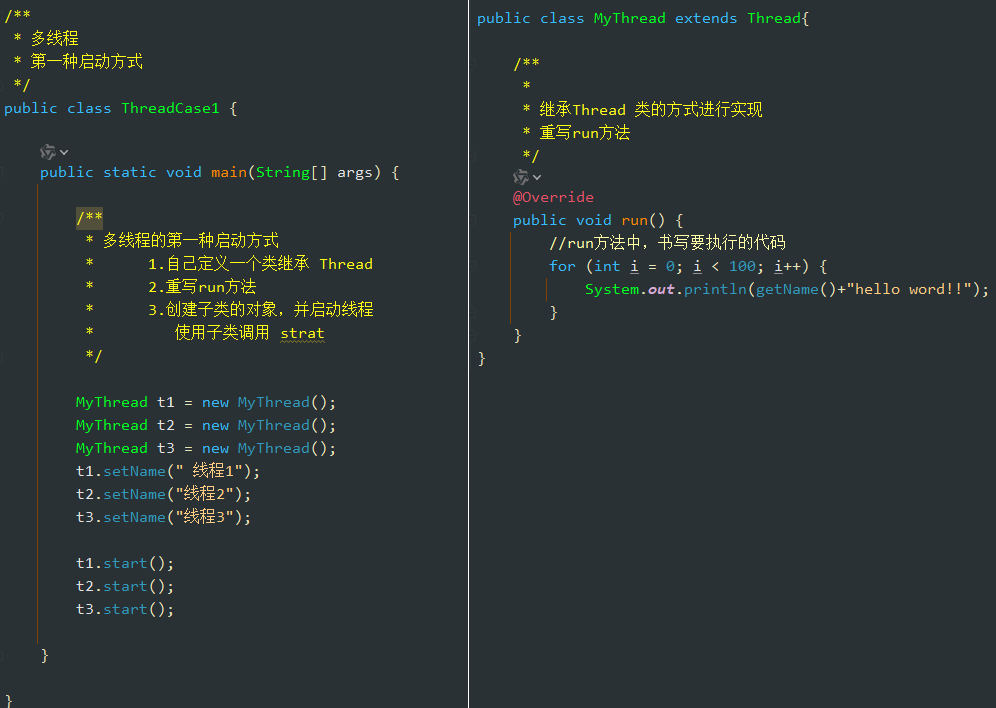 /**
 * 多线程
 * 第一种启动方式
 */
public class ThreadCase1 {
    public static void main(String[] args) {
        /**
         * 多线程的第一种启动方式
         *      1.自己定义一个类继承 Thread
         *      2.重写run方法
         *      3.创建子类的对象，并启动线程
         *         使用子类调用 strat
         */
        MyThread t1 = new MyThread();
        MyThread t2 = new MyThread();
        MyThread t3 = new MyThread();
        t1.setName(" 线程1");
        t2.setName("线程2");
        t3.setName("线程3");
        t1.start();
        t2.start();
        t3.start();
    }
}
public class MyThread extends Thread{
    /**
     *
     * 继承Thread 类的方式进行实现
     * 重写run方法
     */
    @Override
    public void run() {
        //run方法中，书写要执行的代码
        for (int i = 0; i < 100; i++) {
            System.out.println(getName()+"hello word!!");
        }
    }
}